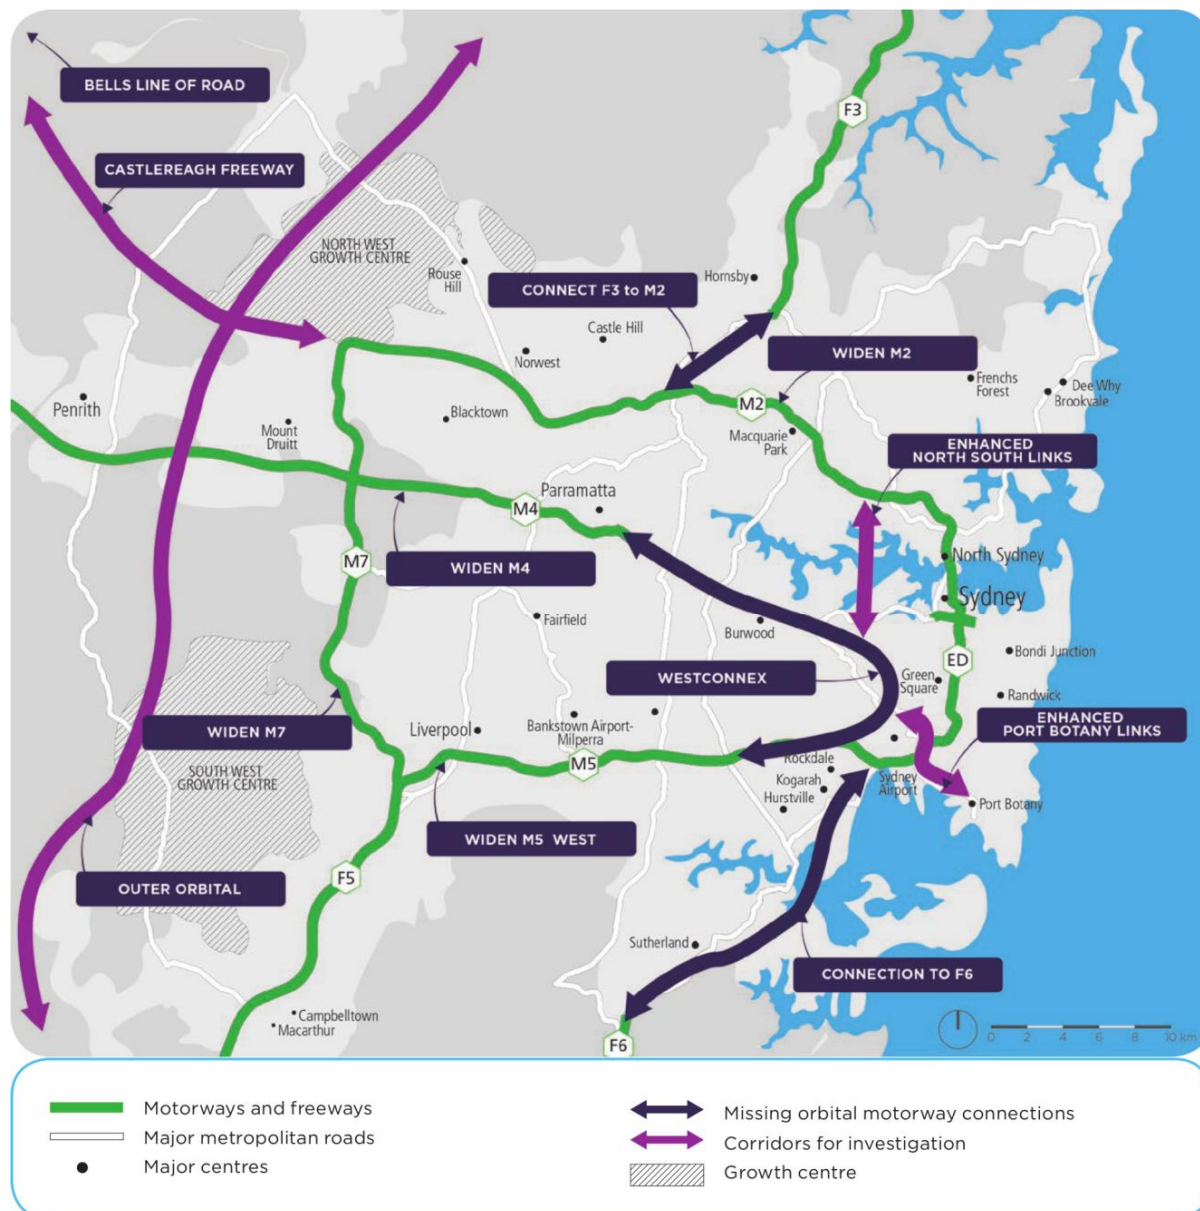 BELLS LINE OF ROAD
F3
CASTLEREAGH FREEWAY
NORTH WEST
GROWTH CENTRE
Rouse
Hill
Hornsby
CONNECT F3 to M2
Castle Hill
Norwest
WIDEN M2
Frenchs
Forest
Dee Why
Brookvale
Penrith
Mount
Druitt
Blacktown
M2
Macquarie
Park
ENHANCED
NORTH SOUTH LINKS
Parramatta
M4
M7
WIDEN M4
North Sydney
Sydney
Fairfield
Burwood
Bondi Junction
ED
WESTCONNEX
Green
Square
Randwick
WIDEN M7
Liverpool
Bankstown Airport-
Milperra
ENHANCED
PORT BOTANY LINKS
SOUTH WEST
GROWTH CENTRE
M5
Rockdale
Kogarah
Hurstville
Sydney
Airport
Port Botany
WIDEN M5 WEST
F5
OUTER ORBITAL
Sutherland
CONNECTION TO F6
Campbelltown
Macarthur
F6
0 2 4 6 8 10 km
Motorways and freeways
Major metropolitan roads
Major centres
Missing orbital motorway connections
Corridors for investigation
Growth centre